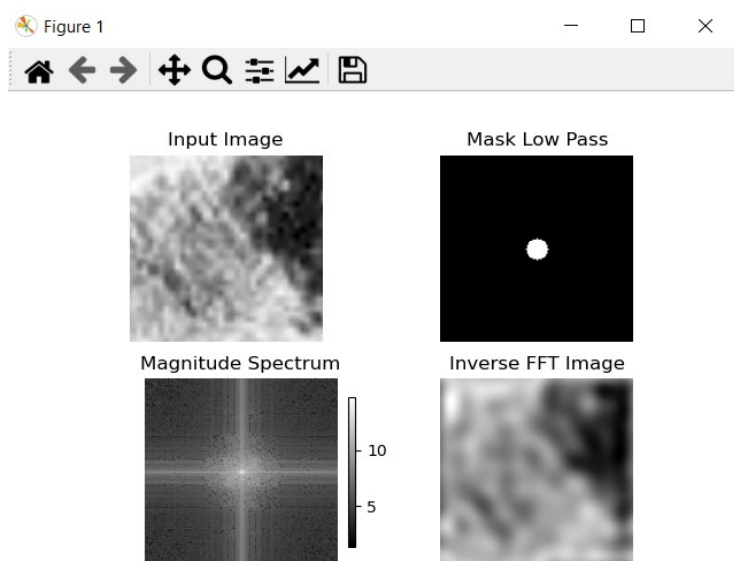 Figure 1
Input Image
Mask Low Pass
Magnitude Spectrum
Inverse FFT Image
10
5